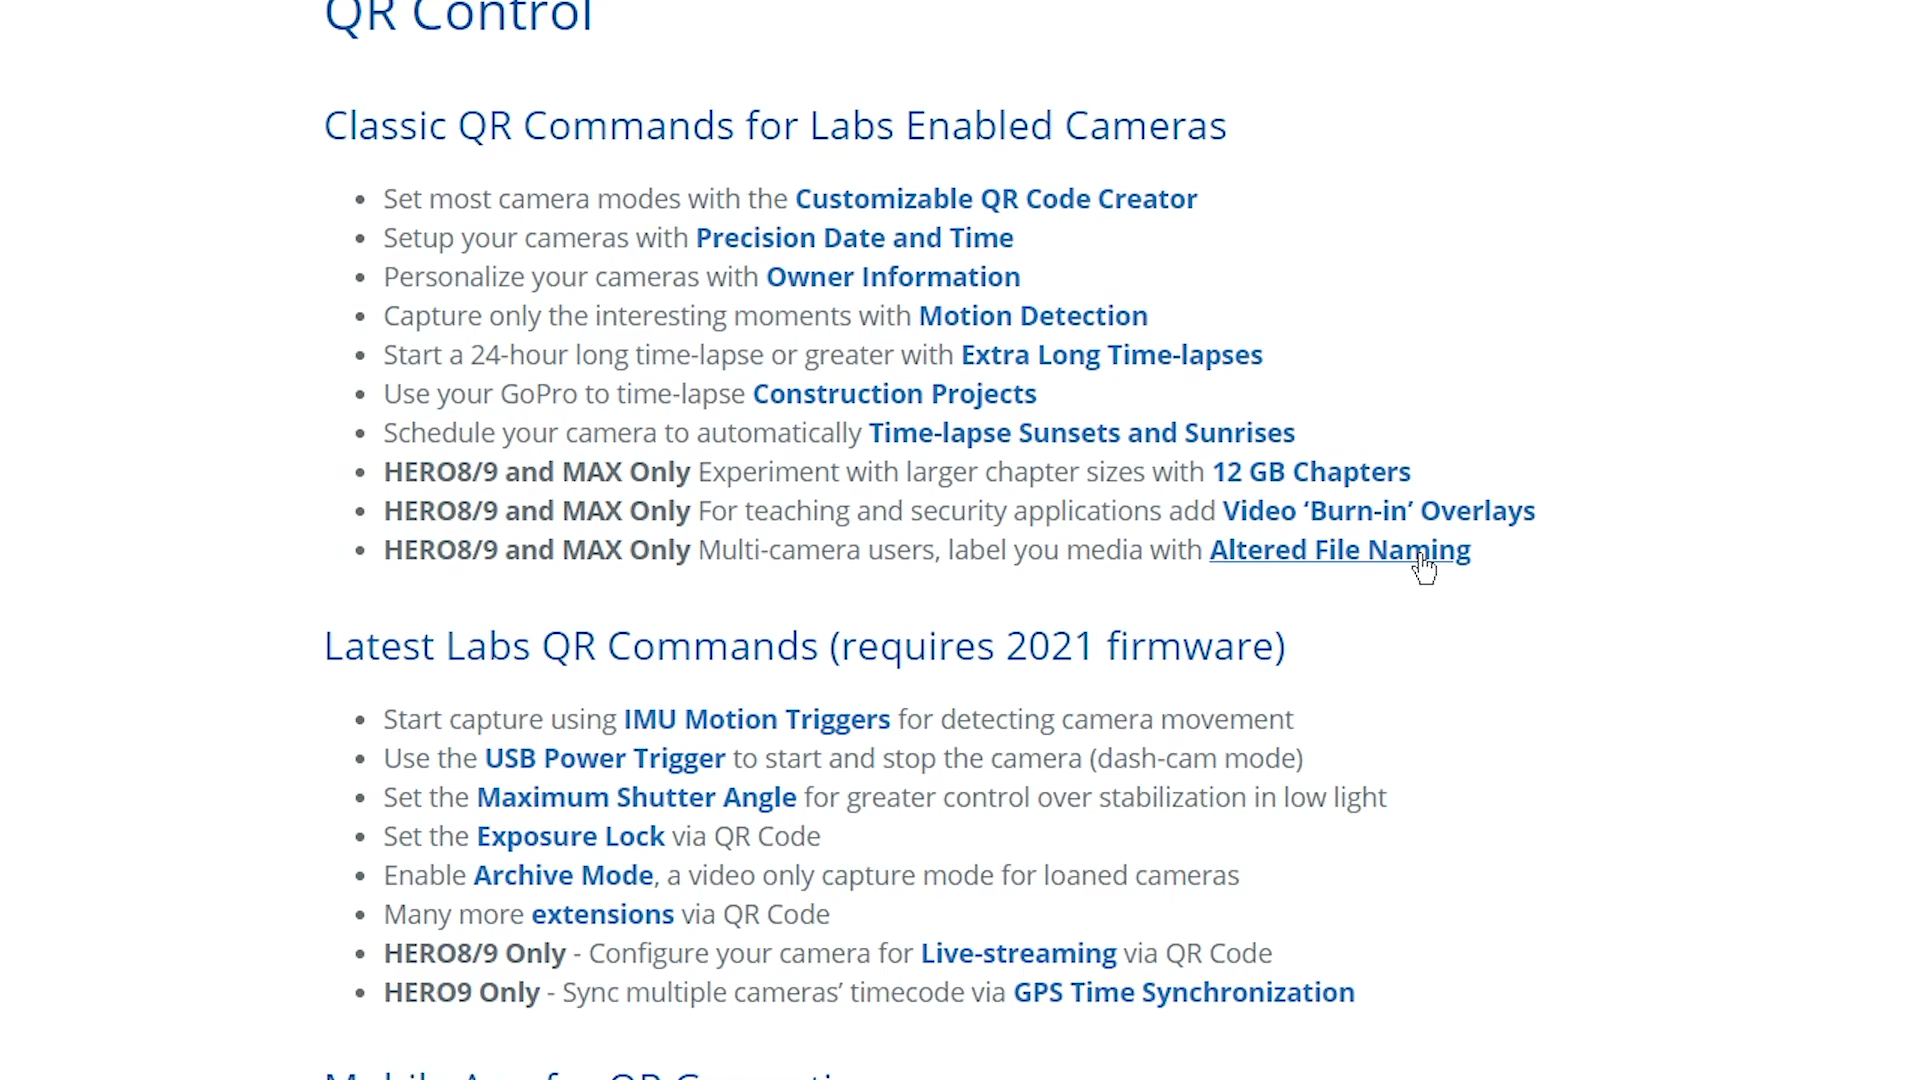 QR Control
Classic QR Commands for Labs Enabled Cameras
Set most camera modes with the Customizable QR Code Creator
Setup your cameras with Precision Date and Time
Personalize your cameras with Owner Information
Capture only the interesting moments with Motion Detection
Start a 24-hour long time-lapse or greater with Extra Long Time-lapses
Use your GoPro to time-lapse Construction Projects
Schedule your camera to automatically Time-lapse Sunsets and Sunrises
HERO8/9 and MAX Only Experiment with larger chapter sizes with 12 GB Chapters
HERO8/9 and MAX Only For teaching and security applications add Video ‘Burn-in’ Overlays
HERO8/9 and MAX Only Multi-camera users, label you media with Altered File Naming
Latest Labs QR Commands (requires 2021 firmware)
Start capture using IMU Motion Triggers for detecting camera movement
Use the USB Power Trigger to start and stop the camera (dash-cam mode)
Set the Maximum Shutter Angle for greater control over stabilization in low light
Set the Exposure Lock via QR Code
Enable Archive Mode, a video only capture mode for loaned cameras
Many more extensions via QR Code
HERO8/9 Only - Configure your camera for Live-streaming via QR Code
HERO9 Only - Sync multiple cameras’ timecode via GPS Time Synchronization